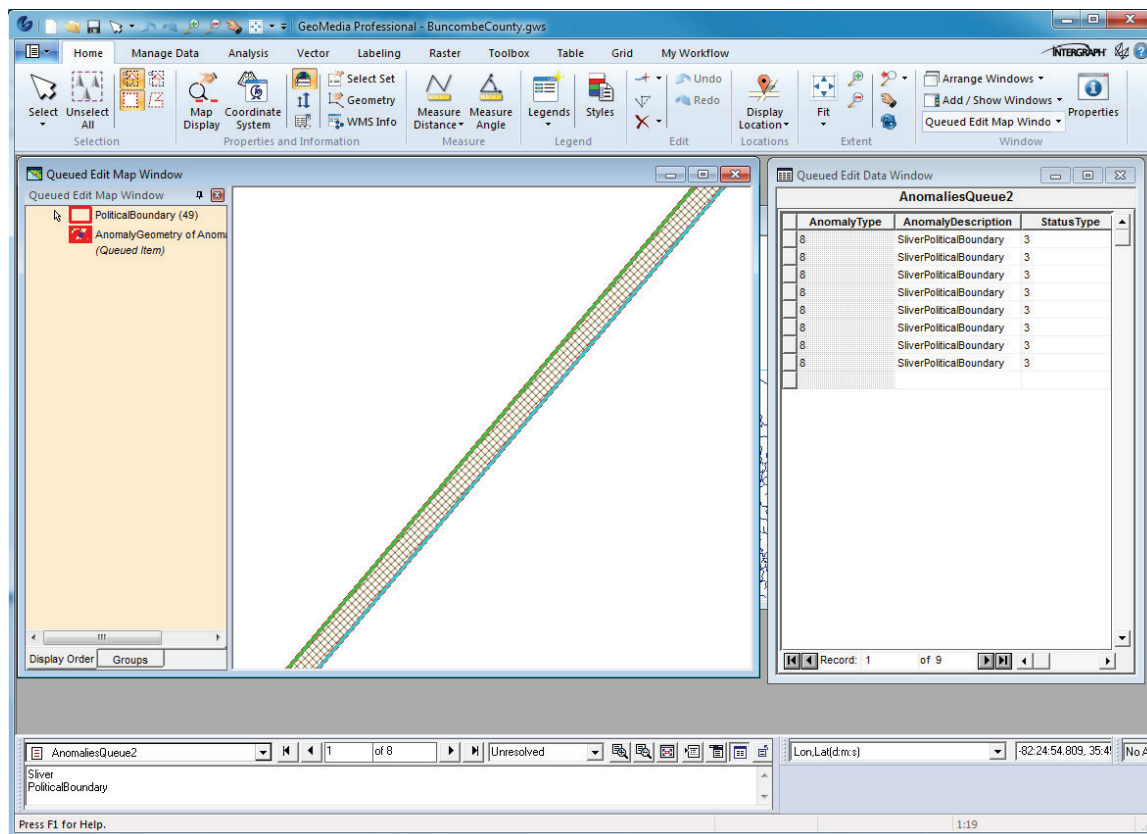 GeoMedia Professional - BuncombeCounty.gws
Home Manage Data Analysis Vector Labeling Raster Toolbox Table Grid My Workflow INTERGRAPH
Select Unselect All Map Display Coordinate System Select Set Geometry WMS Info Measure Distance Measure Angle Legends Styles Undo Redo Display Location Fit Arrange Windows Add / Show Windows Queued Edit Map Windo Properties
Selection Properties and Information Measure Legend Edit Locations Extent Window
Queued Edit Map Window
Queued Edit Map Window
PoliticalBoundary (49)
AnomalyGeometry of Anoma
(Queued Item)
Display Order Groups
Queued Edit Data Window
AnomaliesQueue2
AnomalyType AnomalyDescription StatusType
8 SliverPoliticalBoundary 3
8 SliverPoliticalBoundary 3
8 SliverPoliticalBoundary 3
8 SliverPoliticalBoundary 3
8 SliverPoliticalBoundary 3
8 SliverPoliticalBoundary 3
8 SliverPoliticalBoundary 3
8 SliverPoliticalBoundary 3
Record: 1 of 9
AnomaliesQueue2 1 of 8 Unresolved Lon,Lat(d:m:s) -82:24:54.809, 35:4 No A
Sliver
PoliticalBoundary
Press F1 for Help. 1:19